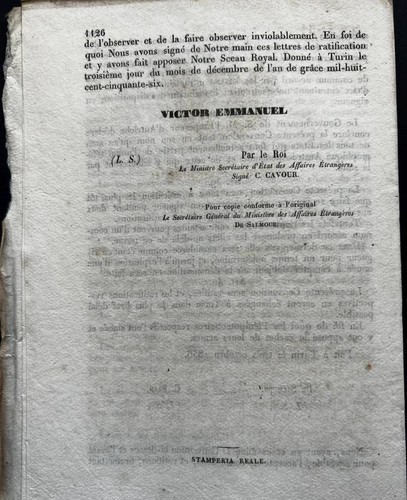 1126
de l'observer et de la faire observer inviolablement. En foi de
quoi Nous avons signé de Notre main ces lettres de ratification
et y avons fait apposer Notre Sceau Royal. Donné à Turin le
troisième jour du mois de décembre de l'an de grâce mil-huit-
cent-cinquante-six.
VICTOR EMMANUEL
(L. S.) Par le Roi
Le Ministre Secrétaire d'État des Affaires Étrangères
Signé C. CAVOUR.
Pour copie conforme à l'original
Le Secrétaire Général du Ministère des Affaires Étrangères
De Salmour.
STAMPERIA REALE.